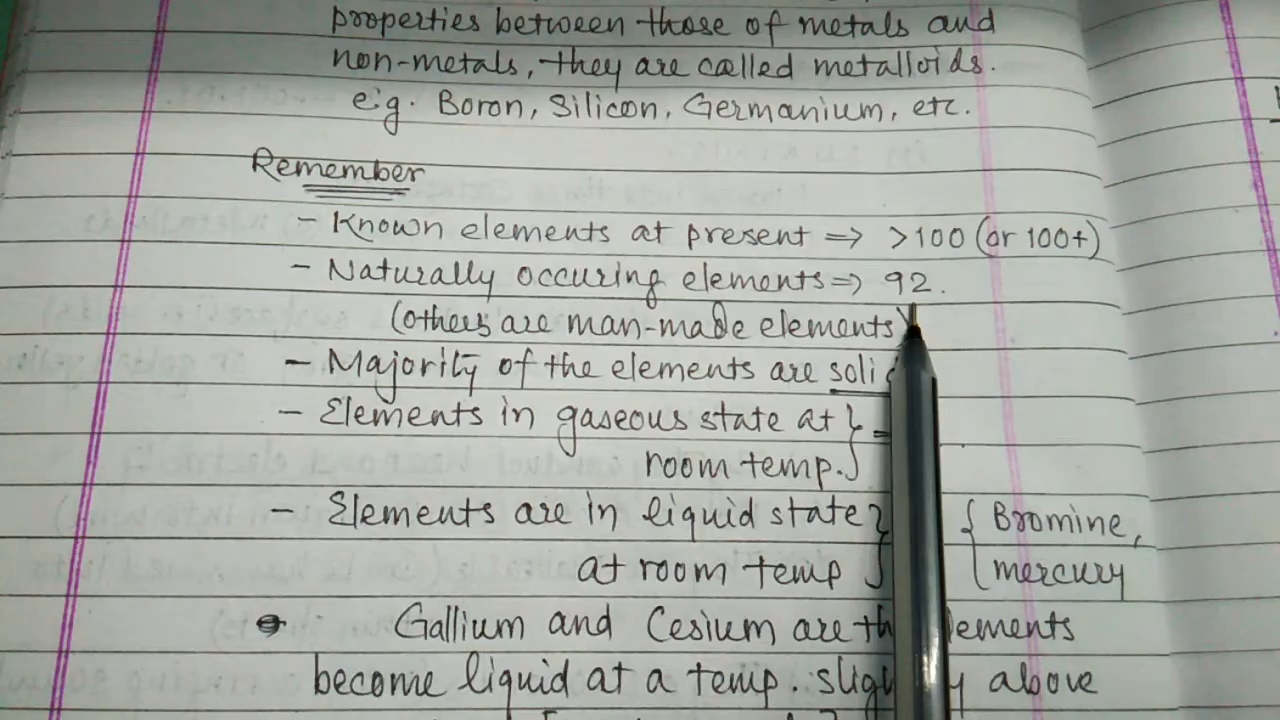 properties between those of metals and
non-metals, they are called metalloids.
e.g. Boron, Silicon, Germanium, etc.
Remember
- Known elements at present => >100 (or 100+)
- Naturally occuring elements => 92.
(others are man-made elements)
- Majority of the elements are soli
- Elements in gaseous state at }
room temp.
- Elements are in liquid state } { Bromine,
at room temp mercury
Gallium and Cesium are th lements
become liquid at a temp. slig y above